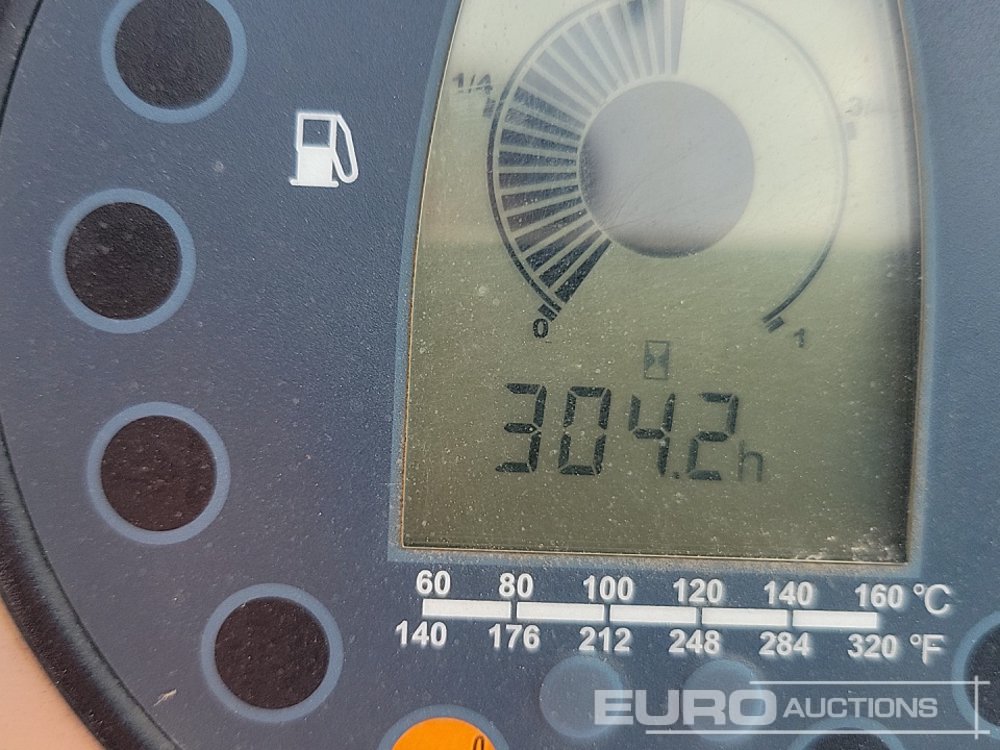 1/4
0
1
304.2h
60 80 100 120 140 160 °C
140 176 212 248 284 320 °F
EURO AUCTIONS